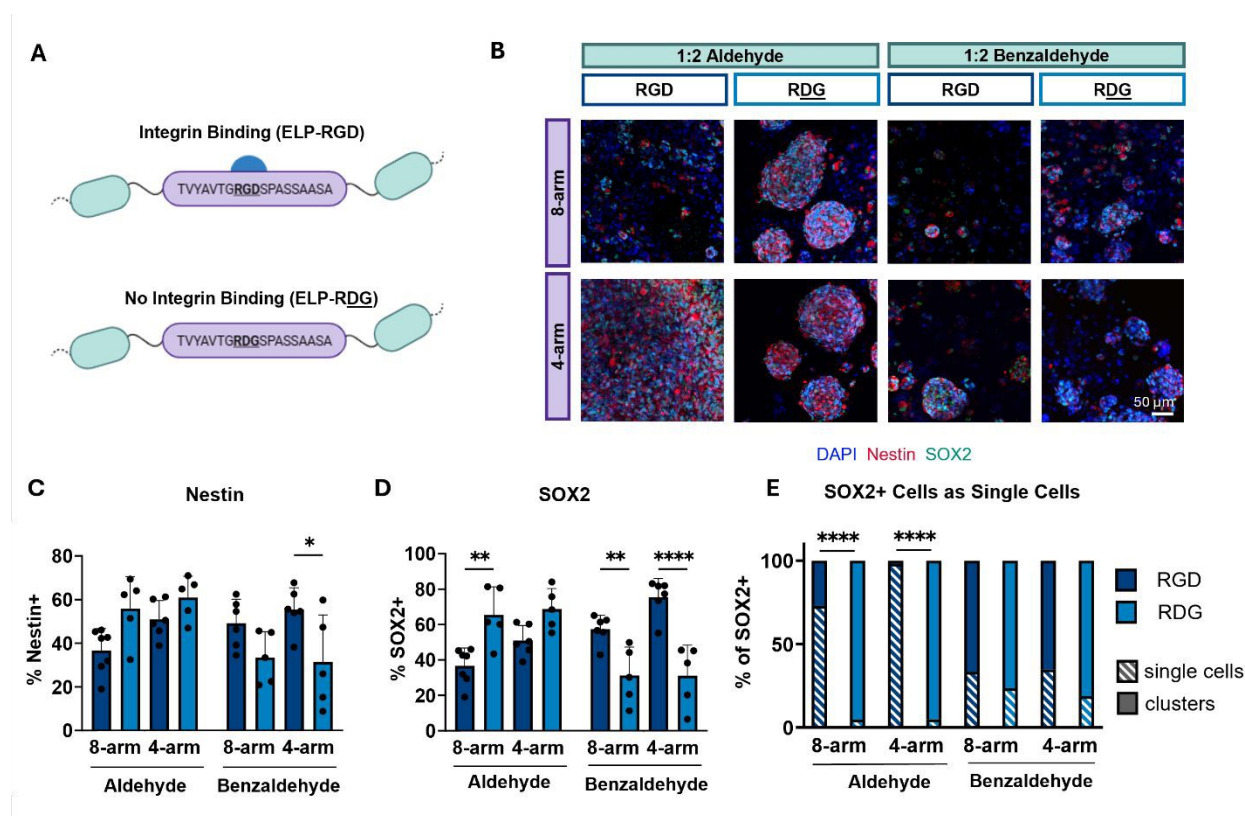 A
Integrin Binding (ELP-RGD)
TVYAVTGRGDSPASSAASA
No Integrin Binding (ELP-RDG)
TVYAVTGRDGSPASSAASA
B
1:2 Aldehyde 1:2 Benzaldehyde
RGD RDG RGD RDG
8-arm
4-arm
50 µm
DAPI Nestin SOX2
C
Nestin
% Nestin+
80
60
40
20
0
*
8-arm 4-arm 8-arm 4-arm
Aldehyde Benzaldehyde
D
SOX2
% SOX2+
100
80
60
40
20
0
** ** ****
8-arm 4-arm 8-arm 4-arm
Aldehyde Benzaldehyde
E
SOX2+ Cells as Single Cells
% of SOX2+
100
50
0
**** ****
8-arm 4-arm 8-arm 4-arm
Aldehyde Benzaldehyde
RGD
RDG
single cells
clusters